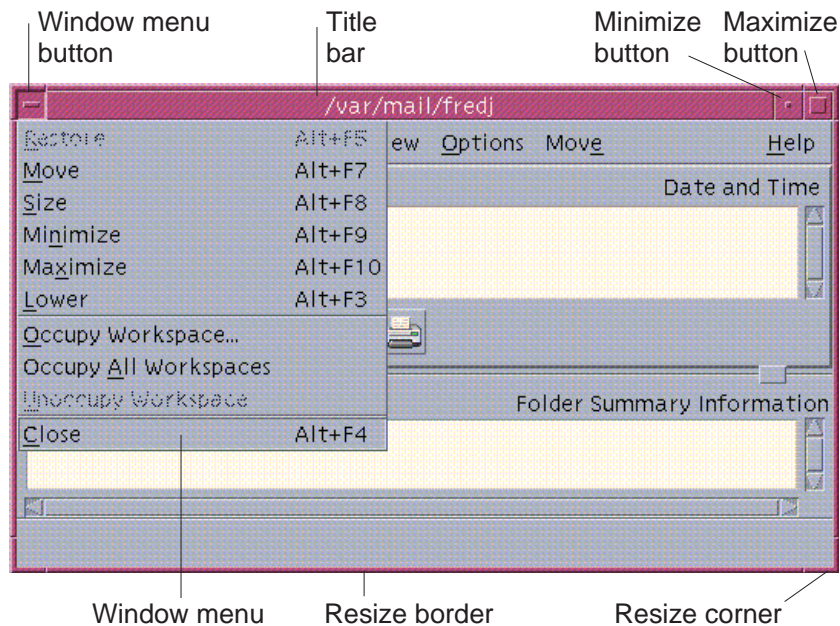 Window menu button
Title bar
Minimize button
Maximize button
/var/mail/fredj
Restore Alt+F5
ew Options Move Help
Move Alt+F7
Date and Time
Size Alt+F8
Minimize Alt+F9
Maximize Alt+F10
Lower Alt+F3
Occupy Workspace...
Occupy All Workspaces
Unoccupy Workspace
Folder Summary Information
Close Alt+F4
Window menu
Resize border
Resize corner